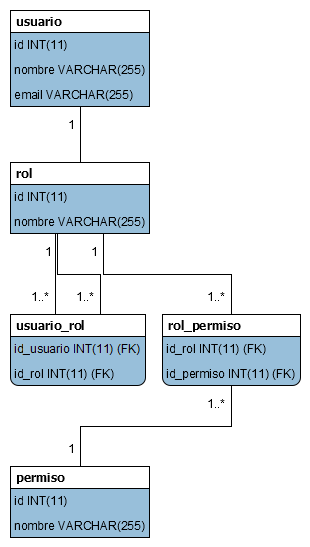 usuario
id INT(11)
nombre VARCHAR(255)
email VARCHAR(255)
1
rol
id INT(11)
nombre VARCHAR(255)
1
1
1..*
1..*
1..*
usuario_rol
id_usuario INT(11) (FK)
id_rol INT(11) (FK)
rol_permiso
id_rol INT(11) (FK)
id_permiso INT(11) (FK)
1..*
1
permiso
id INT(11)
nombre VARCHAR(255)